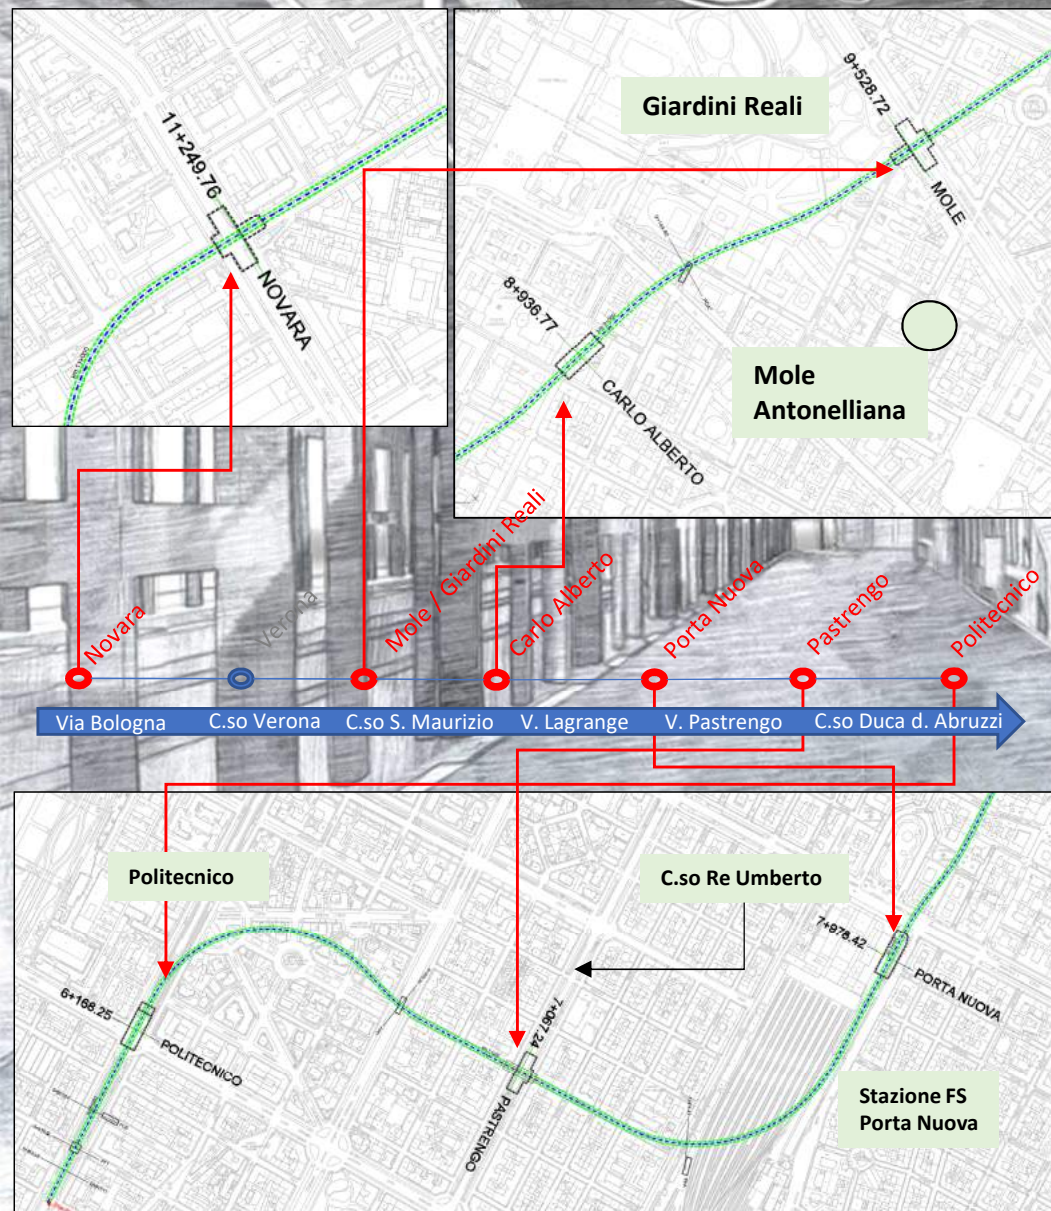 11+249.76
NOVARA
Giardini Reali
9+528.72
MOLE
8+936.77
CARLO ALBERTO
Mole
Antonelliana
Novara
Verona
Mole / Giardini Reali
Carlo Alberto
Porta Nuova
Pastrengo
Politecnico
Via Bologna
C.so Verona
C.so S. Maurizio
V. Lagrange
V. Pastrengo
C.so Duca d. Abruzzi
Politecnico
C.so Re Umberto
6+168.25
POLITECNICO
7+067.24
PASTRENGO
7+978.42
PORTA NUOVA
Stazione FS
Porta Nuova